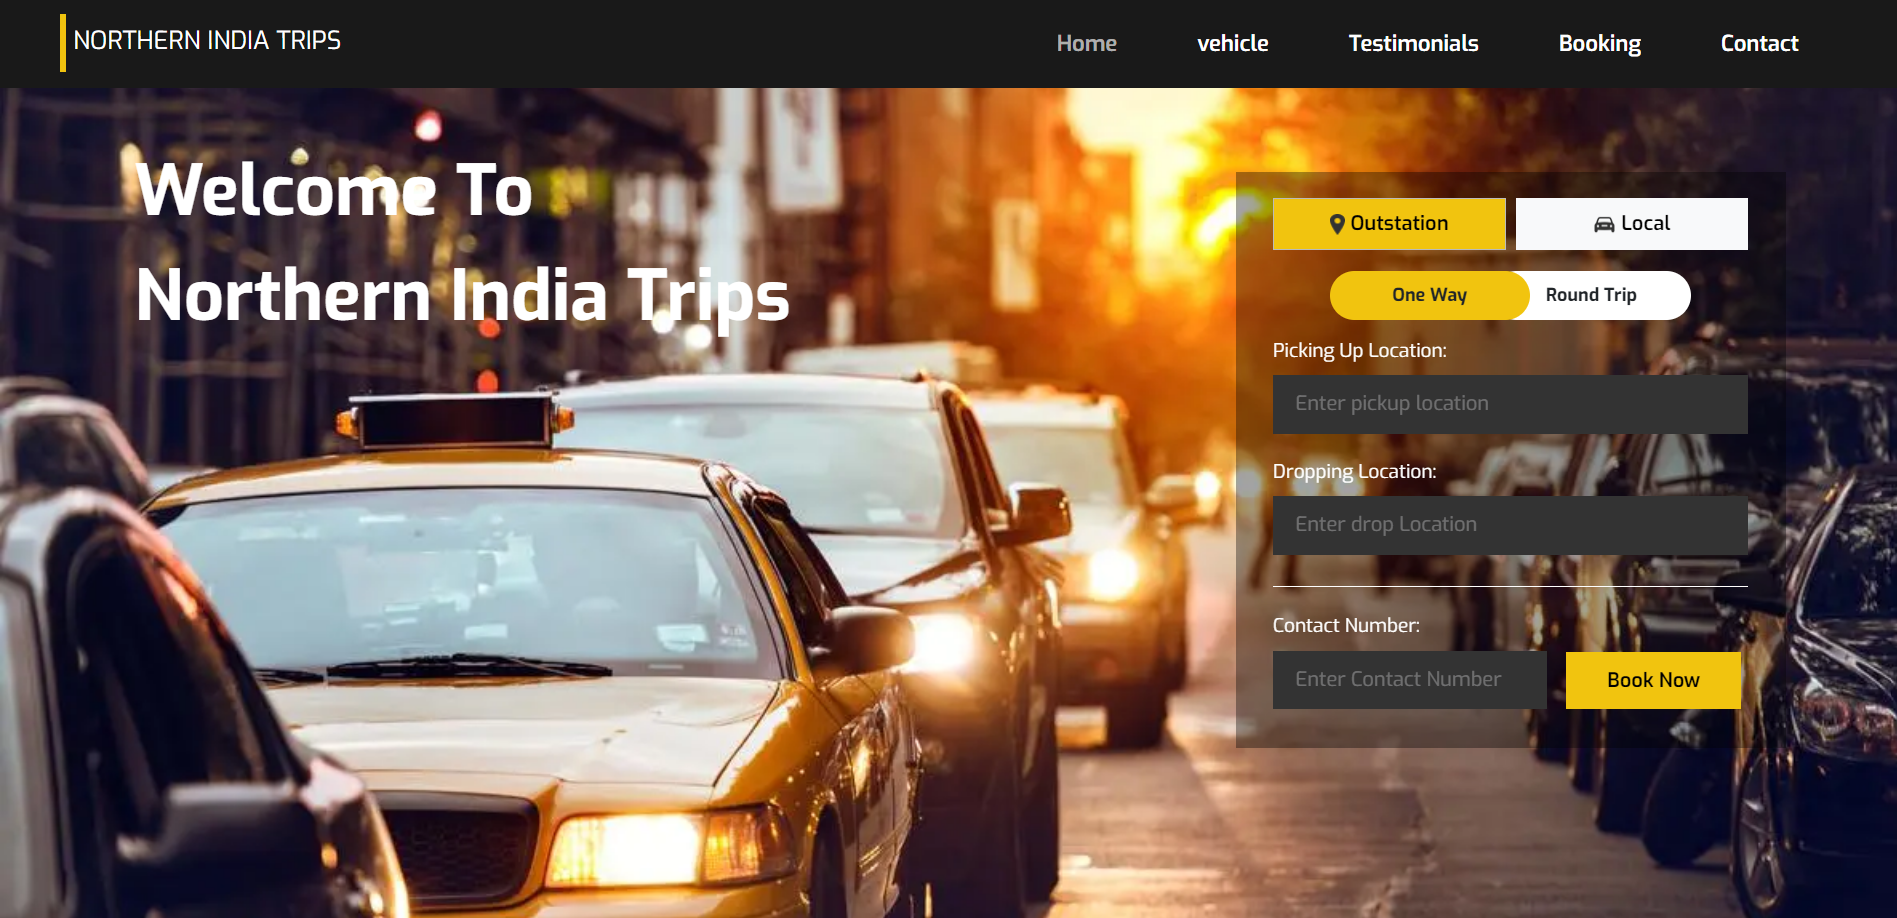 NORTHERN INDIA TRIPS
Home vehicle Testimonials Booking Contact
Welcome To
Northern India Trips
Outstation Local
One Way Round Trip
Picking Up Location:
Enter pickup location
Dropping Location:
Enter drop Location
Contact Number:
Enter Contact Number Book Now